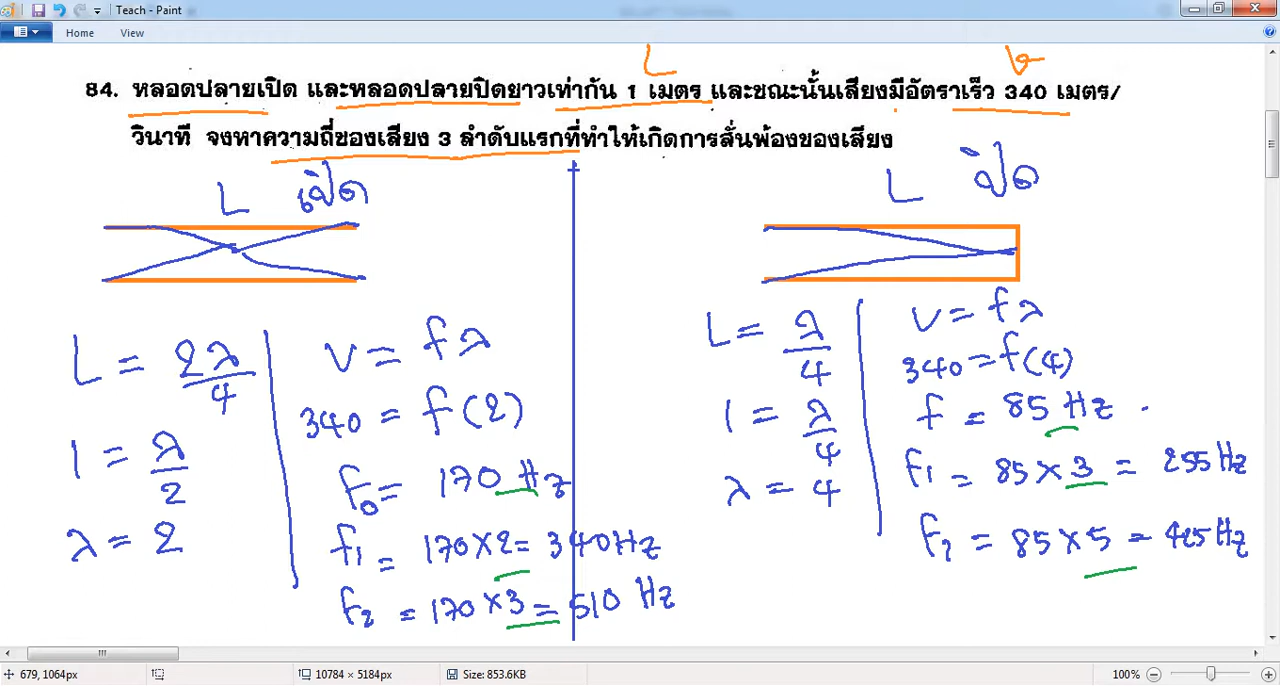 Teach - Paint
Home View
L V
84. หลอดปลายเปิด และหลอดปลายปิดยาวเท่ากัน 1 เมตร และขณะนั้นเสียงมีอัตราเร็ว 340 เมตร/
วินาที จงหาความถี่ของเสียง 3 ลำดับแรกที่ทำให้เกิดการสั่นพ้องของเสียง
L เปิด
L = 2λ/4
1 = λ/2
λ = 2
v = fλ
340 = f(2)
f₀ = 170 Hz
f₁ = 170×2 = 340Hz
f₂ = 170×3 = 510 Hz
L ปิด
L = λ/4
1 = λ/4
λ = 4
v = fλ
340 = f(4)
f = 85 Hz
f₁ = 85×3 = 255 Hz
f₂ = 85×5 = 425 Hz
679, 1064px 10784 × 5184px Size: 853.6KB 100%